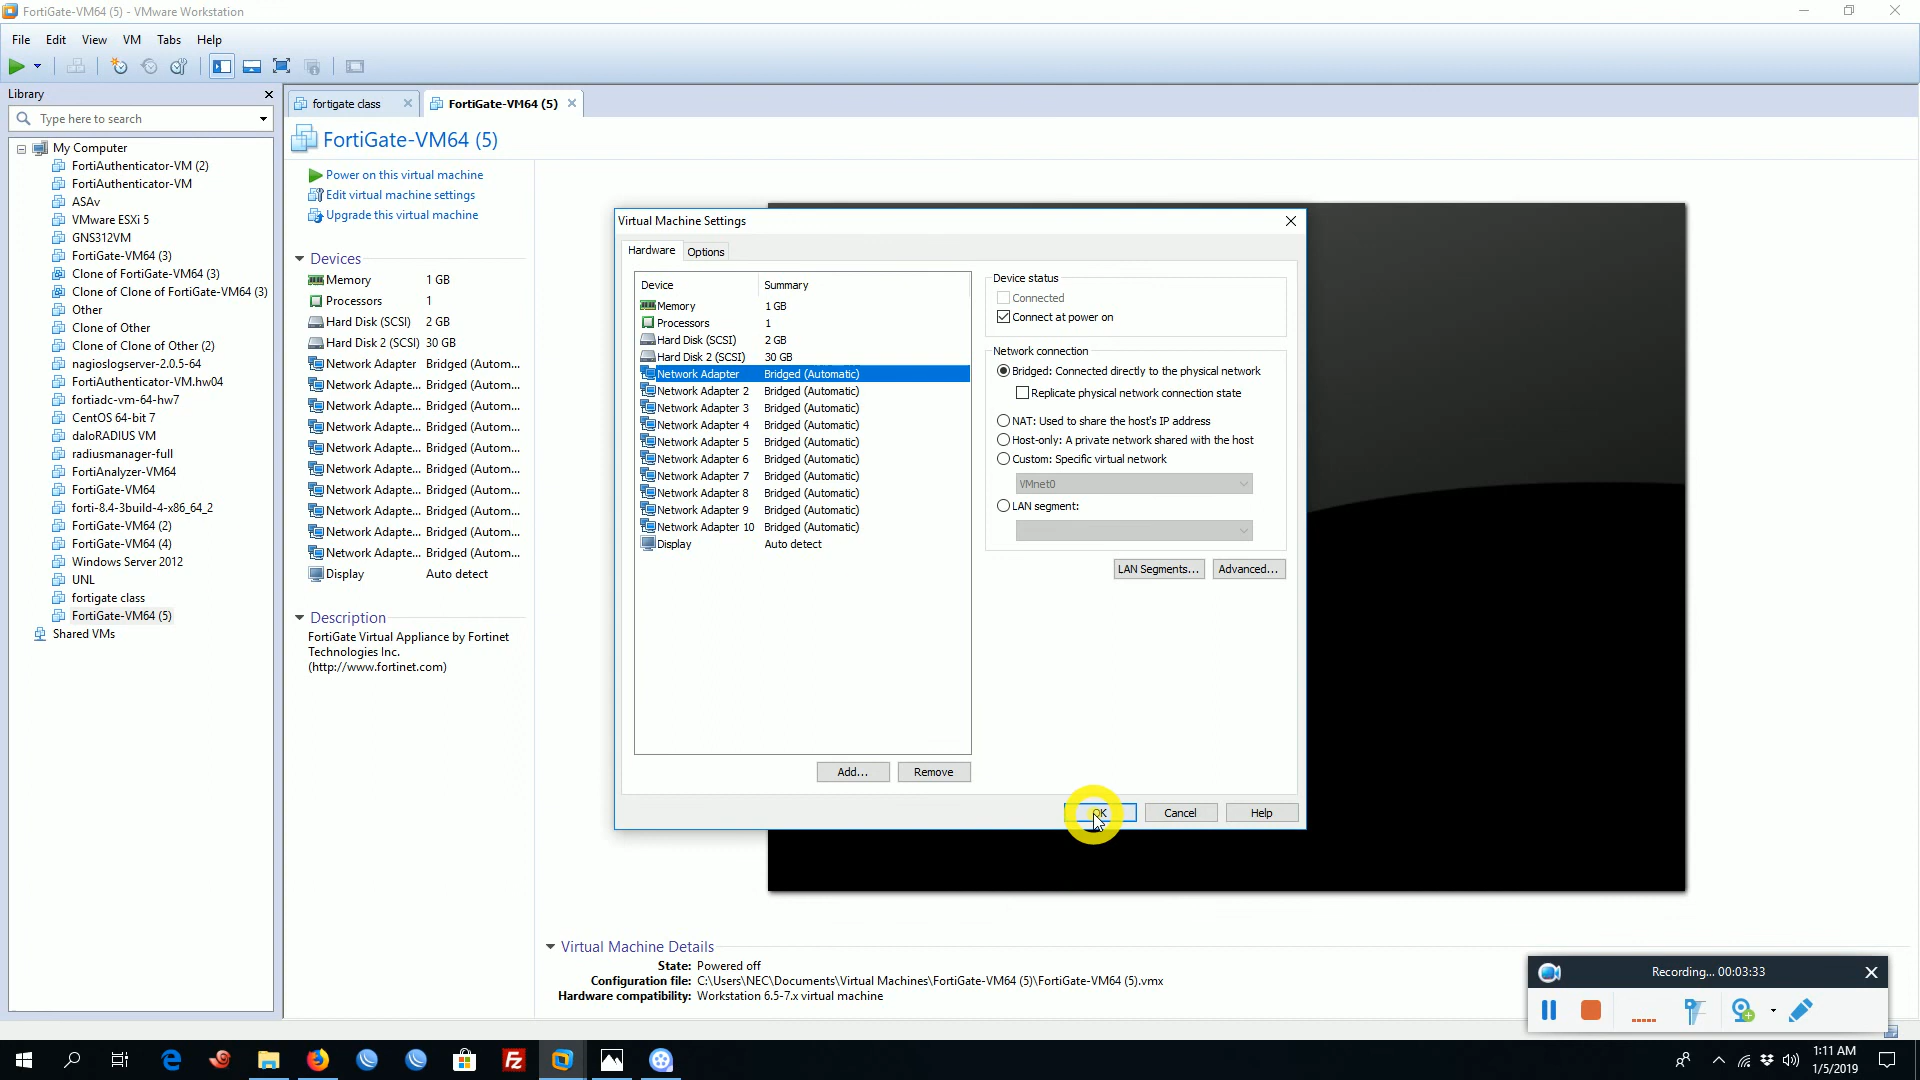 FortiGate-VM64 (5) - VMware Workstation
File Edit View VM Tabs Help
Library
Type here to search
My Computer
FortiAuthenticator-VM (2)
FortiAuthenticator-VM
ASAv
VMware ESXi 5
GNS312VM
FortiGate-VM64 (3)
Clone of FortiGate-VM64 (3)
Clone of Clone of FortiGate-VM64 (3)
Other
Clone of Other
Clone of Clone of Other (2)
nagioslogserver-2.0.5-64
FortiAuthenticator-VM.hw04
fortiadc-vm-64-hw7
CentOS 64-bit 7
daloRADIUS VM
radiusmanager-full
FortiAnalyzer-VM64
FortiGate-VM64
forti-8.4-3build-4-x86_64_2
FortiGate-VM64 (2)
FortiGate-VM64 (4)
Windows Server 2012
UNL
fortigate class
FortiGate-VM64 (5)
Shared VMs
fortigate class
FortiGate-VM64 (5)
FortiGate-VM64 (5)
Power on this virtual machine
Edit virtual machine settings
Upgrade this virtual machine
Devices
Memory 1 GB
Processors 1
Hard Disk (SCSI) 2 GB
Hard Disk 2 (SCSI) 30 GB
Network Adapter Bridged (Autom...
Network Adapte... Bridged (Autom...
Network Adapte... Bridged (Autom...
Network Adapte... Bridged (Autom...
Network Adapte... Bridged (Autom...
Network Adapte... Bridged (Autom...
Network Adapte... Bridged (Autom...
Network Adapte... Bridged (Autom...
Network Adapte... Bridged (Autom...
Network Adapte... Bridged (Autom...
Display Auto detect
Description
FortiGate Virtual Appliance by Fortinet
Technologies Inc.
(http://www.fortinet.com)
Virtual Machine Settings
Hardware Options
Device Summary
Memory 1 GB
Processors 1
Hard Disk (SCSI) 2 GB
Hard Disk 2 (SCSI) 30 GB
Network Adapter Bridged (Automatic)
Network Adapter 2 Bridged (Automatic)
Network Adapter 3 Bridged (Automatic)
Network Adapter 4 Bridged (Automatic)
Network Adapter 5 Bridged (Automatic)
Network Adapter 6 Bridged (Automatic)
Network Adapter 7 Bridged (Automatic)
Network Adapter 8 Bridged (Automatic)
Network Adapter 9 Bridged (Automatic)
Network Adapter 10 Bridged (Automatic)
Display Auto detect
Add... Remove
Device status
Connected
Connect at power on
Network connection
Bridged: Connected directly to the physical network
Replicate physical network connection state
NAT: Used to share the host's IP address
Host-only: A private network shared with the host
Custom: Specific virtual network
VMnet0
LAN segment:
LAN Segments... Advanced...
OK Cancel Help
Virtual Machine Details
State: Powered off
Configuration file: C:\Users\NEC\Documents\Virtual Machines\FortiGate-VM64 (5)\FortiGate-VM64 (5).vmx
Hardware compatibility: Workstation 6.5-7.x virtual machine
Recording... 00:03:33
1:11 AM
1/5/2019